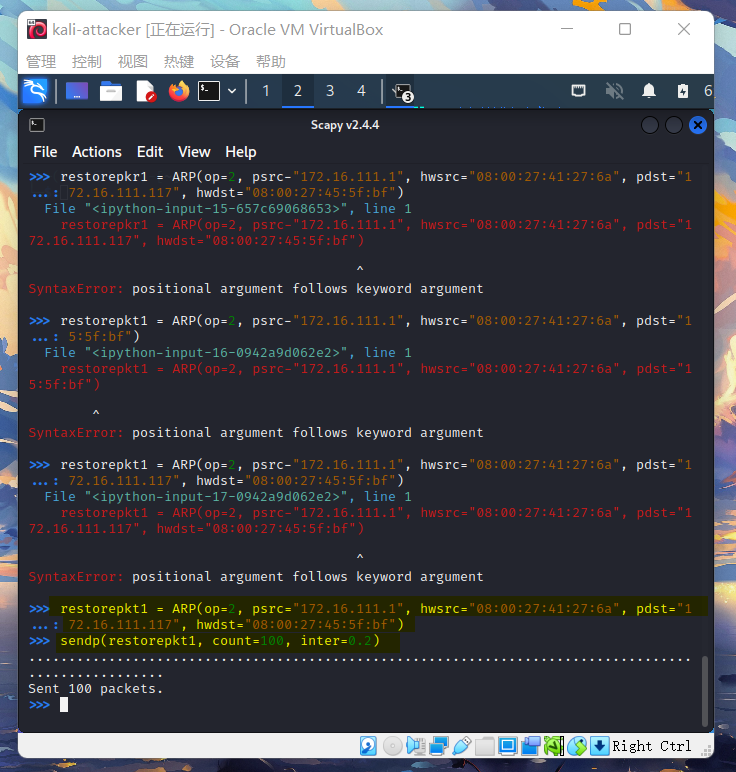 kali-attacker [正在运行] - Oracle VM VirtualBox
管理 控制 视图 热键 设备 帮助
1 2 3 4 3 6
Scapy v2.4.4
File Actions Edit View Help
>>> restorepkr1 = ARP(op=2, psrc-"172.16.111.1", hwsrc="08:00:27:41:27:6a", pdst="1
...: 72.16.111.117", hwdst="08:00:27:45:5f:bf")
File "<ipython-input-15-657c69068653>", line 1
restorepkr1 = ARP(op=2, psrc-"172.16.111.1", hwsrc="08:00:27:41:27:6a", pdst="1
72.16.111.117", hwdst="08:00:27:45:5f:bf")
^
SyntaxError: positional argument follows keyword argument
>>> restorepkt1 = ARP(op=2, psrc-"172.16.111.1", hwsrc="08:00:27:41:27:6a", pdst="1
...: 5:5f:bf")
File "<ipython-input-16-0942a9d062e2>", line 1
restorepkt1 = ARP(op=2, psrc-"172.16.111.1", hwsrc="08:00:27:41:27:6a", pdst="1
5:5f:bf")
^
SyntaxError: positional argument follows keyword argument
>>> restorepkt1 = ARP(op=2, psrc-"172.16.111.1", hwsrc="08:00:27:41:27:6a", pdst="1
...: 72.16.111.117", hwdst="08:00:27:45:5f:bf")
File "<ipython-input-17-0942a9d062e2>", line 1
restorepkt1 = ARP(op=2, psrc-"172.16.111.1", hwsrc="08:00:27:41:27:6a", pdst="1
72.16.111.117", hwdst="08:00:27:45:5f:bf")
^
SyntaxError: positional argument follows keyword argument
>>> restorepkt1 = ARP(op=2, psrc="172.16.111.1", hwsrc="08:00:27:41:27:6a", pdst="1
...: 72.16.111.117", hwdst="08:00:27:45:5f:bf")
>>> sendp(restorepkt1, count=100, inter=0.2)
...................................................................................
.................
Sent 100 packets.
>>>
Right Ctrl